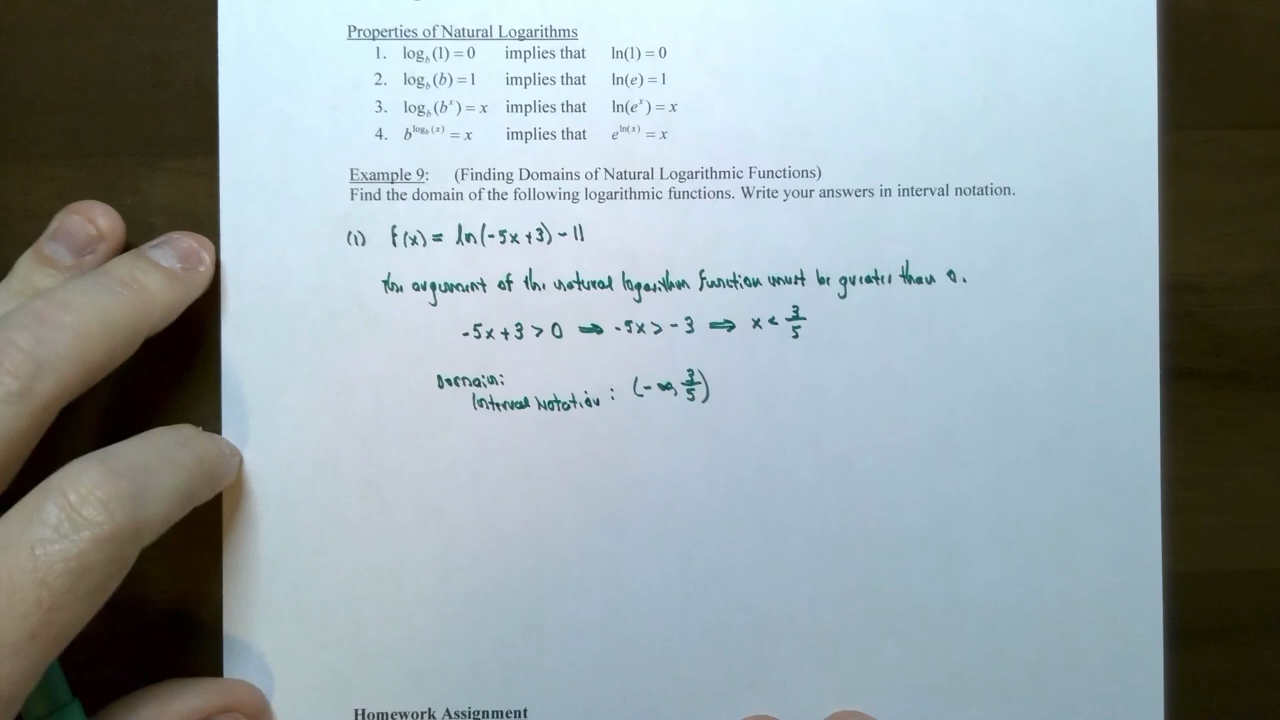 Properties of Natural Logarithms
1. log_b(1) = 0 implies that ln(1) = 0
2. log_b(b) = 1 implies that ln(e) = 1
3. log_b(b^x) = x implies that ln(e^x) = x
4. b^{log_b(x)} = x implies that e^{ln(x)} = x
Example 9: (Finding Domains of Natural Logarithmic Functions)
Find the domain of the following logarithmic functions. Write your answers in interval notation.
(1) f(x) = ln(-5x+3) - 11
The argument of the natural logarithm function must be greater than 0.
-5x+3 > 0 ⇒ -5x > -3 ⇒ x < 3/5
Domain:
Interval Notation: (-∞, 3/5)
Homework Assignment